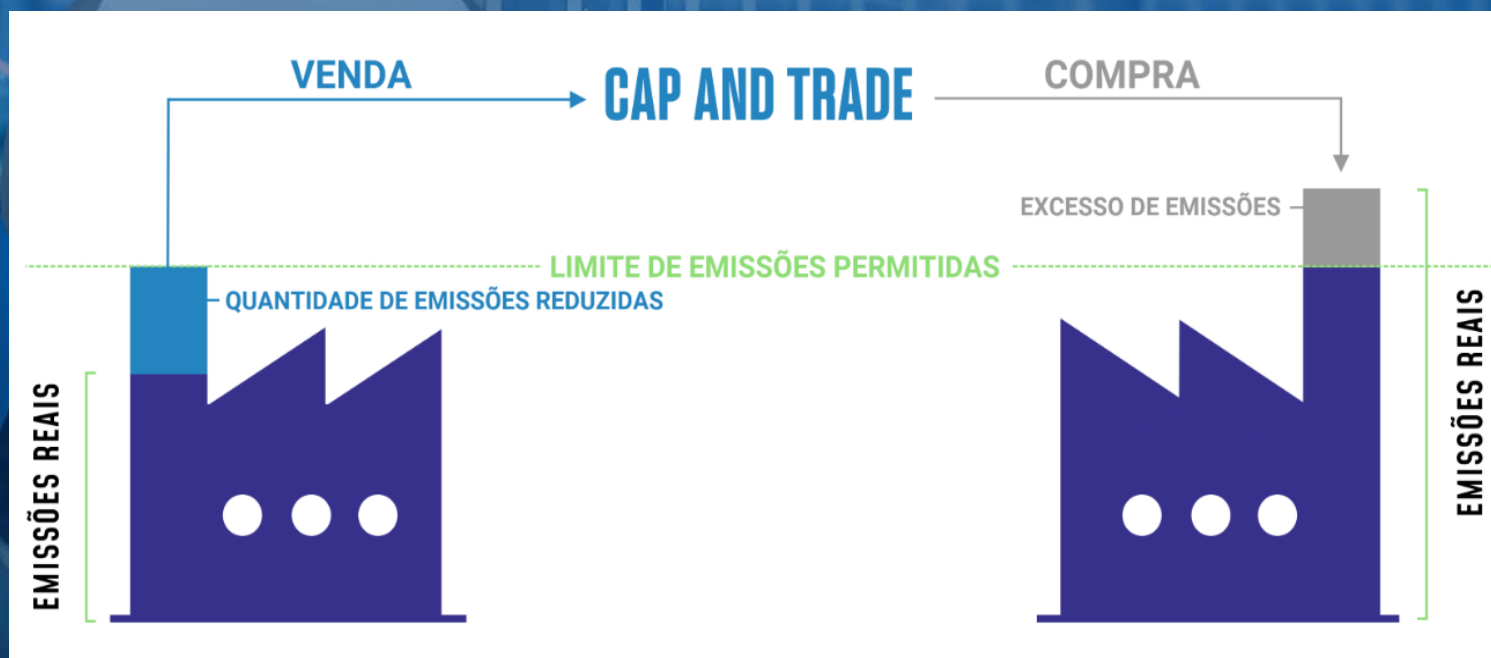 VENDA
CAP AND TRADE
COMPRA
EXCESSO DE EMISSÕES
LIMITE DE EMISSÕES PERMITIDAS
QUANTIDADE DE EMISSÕES REDUZIDAS
EMISSÕES REAIS
EMISSÕES REAIS